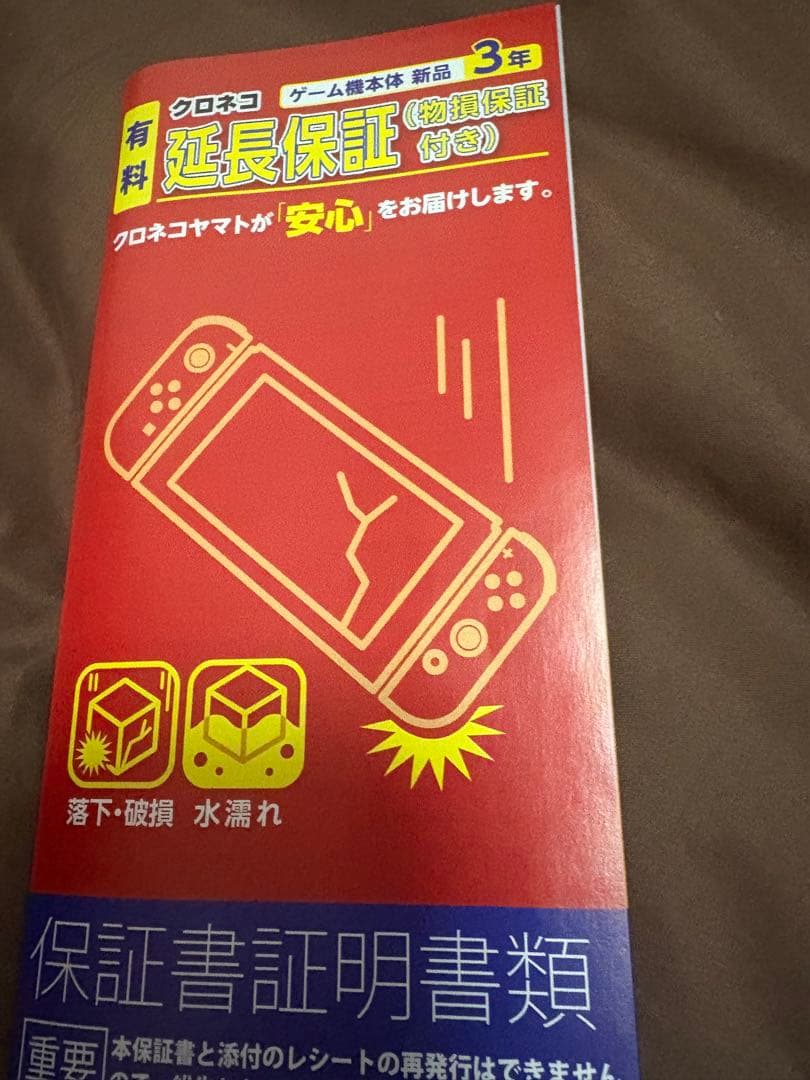 有料
クロネコ
ゲーム機本体 新品 3年
延長保証(物損保証付き)
クロネコヤマトが「安心」をお届けします。
落下・破損 水濡れ
保証書証明書類
重要
本保証書と添付のレシートの再発行はできません